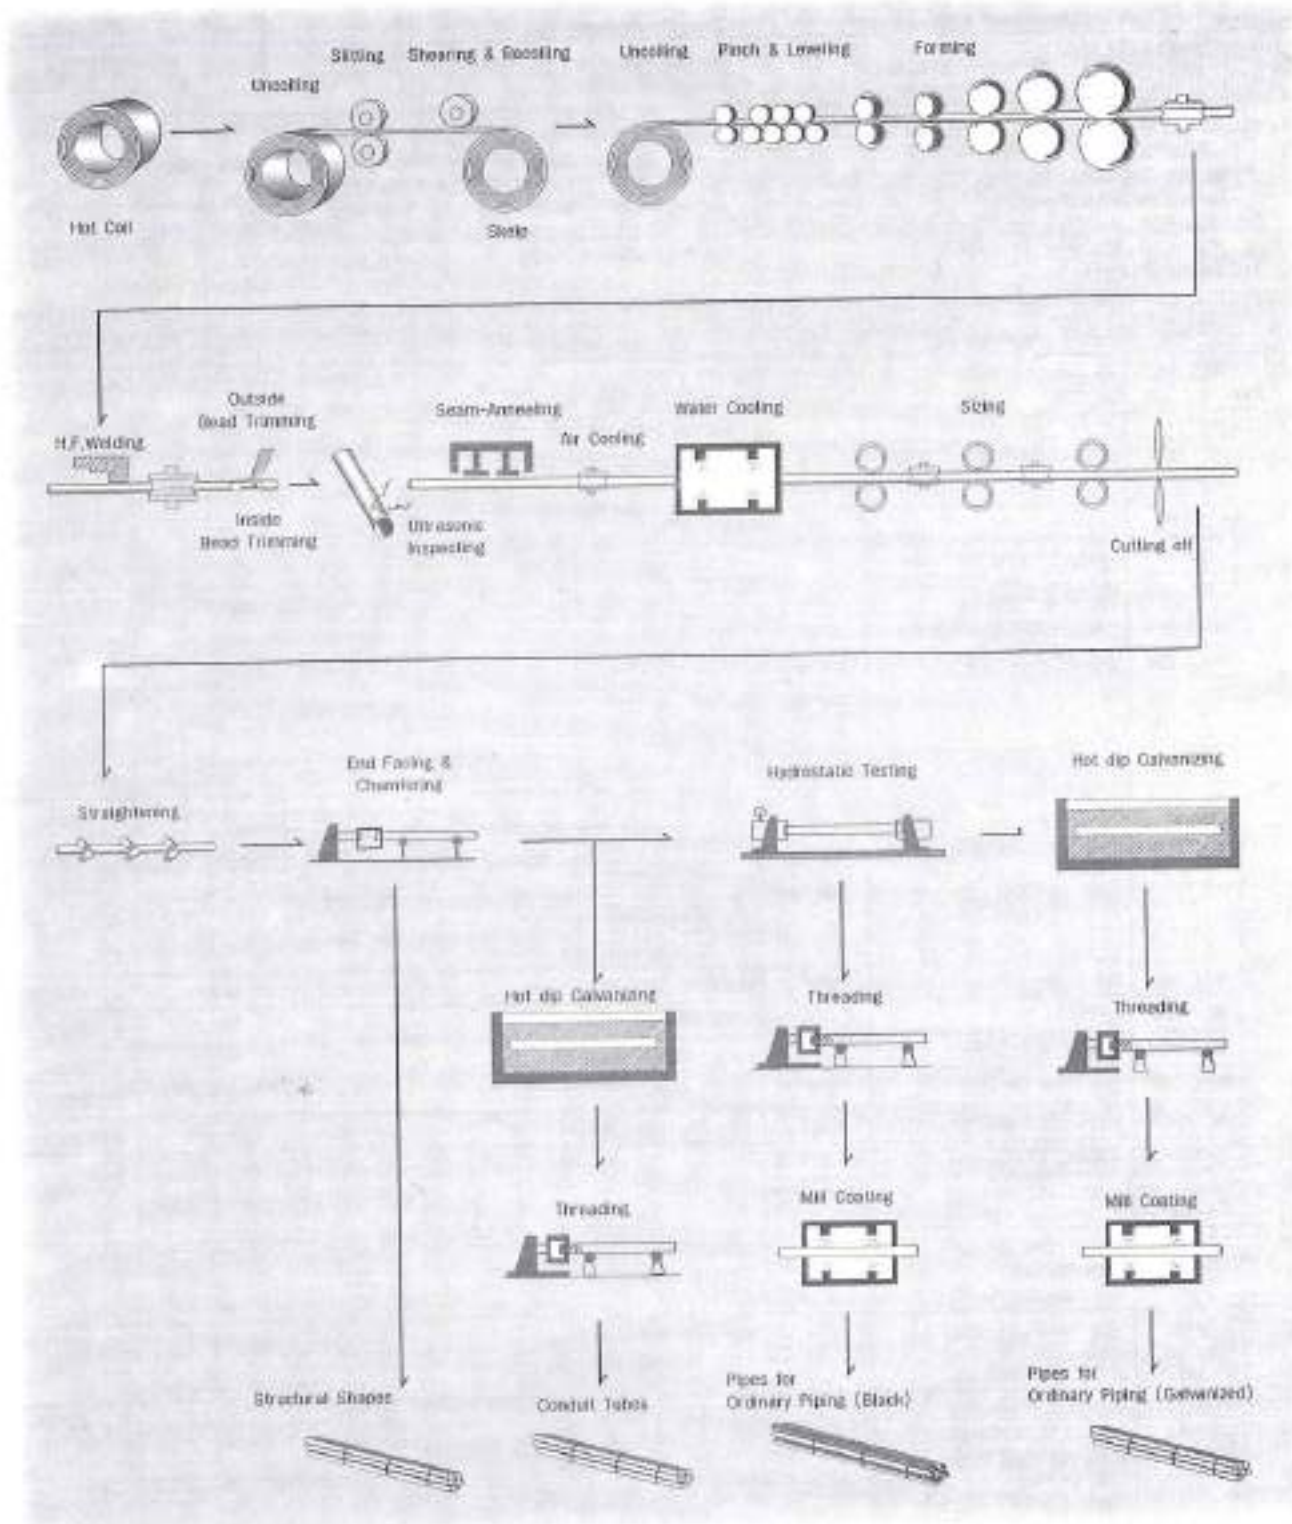 Slitting
Shearing & Recoiling
Uncoiling
Pinch & Leveling
Forming
Uncoiling
Hot Coil
Skelp
Outside
Bead Trimming
Seam-Anneling
Water Cooling
Sizing
H,F,Welding
Air Cooling
Inside
Bead Trimming
Ultrasonic
Inspecting
Cutting off
End Facing &
Chamfering
Hydrostatic Testing
Hot dip Galvanizing
Straightening
Hot dip Galvanizing
Threading
Threading
Threading
Mill Coating
Mill Coating
Structural Shapes
Conduit Tubes
Pipes for
Ordinary Piping (Black)
Pipes for
Ordinary Piping (Galvanized)